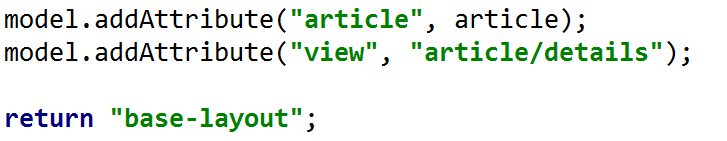 model.addAttribute("article", article);
model.addAttribute("view", "article/details");
return "base-layout";